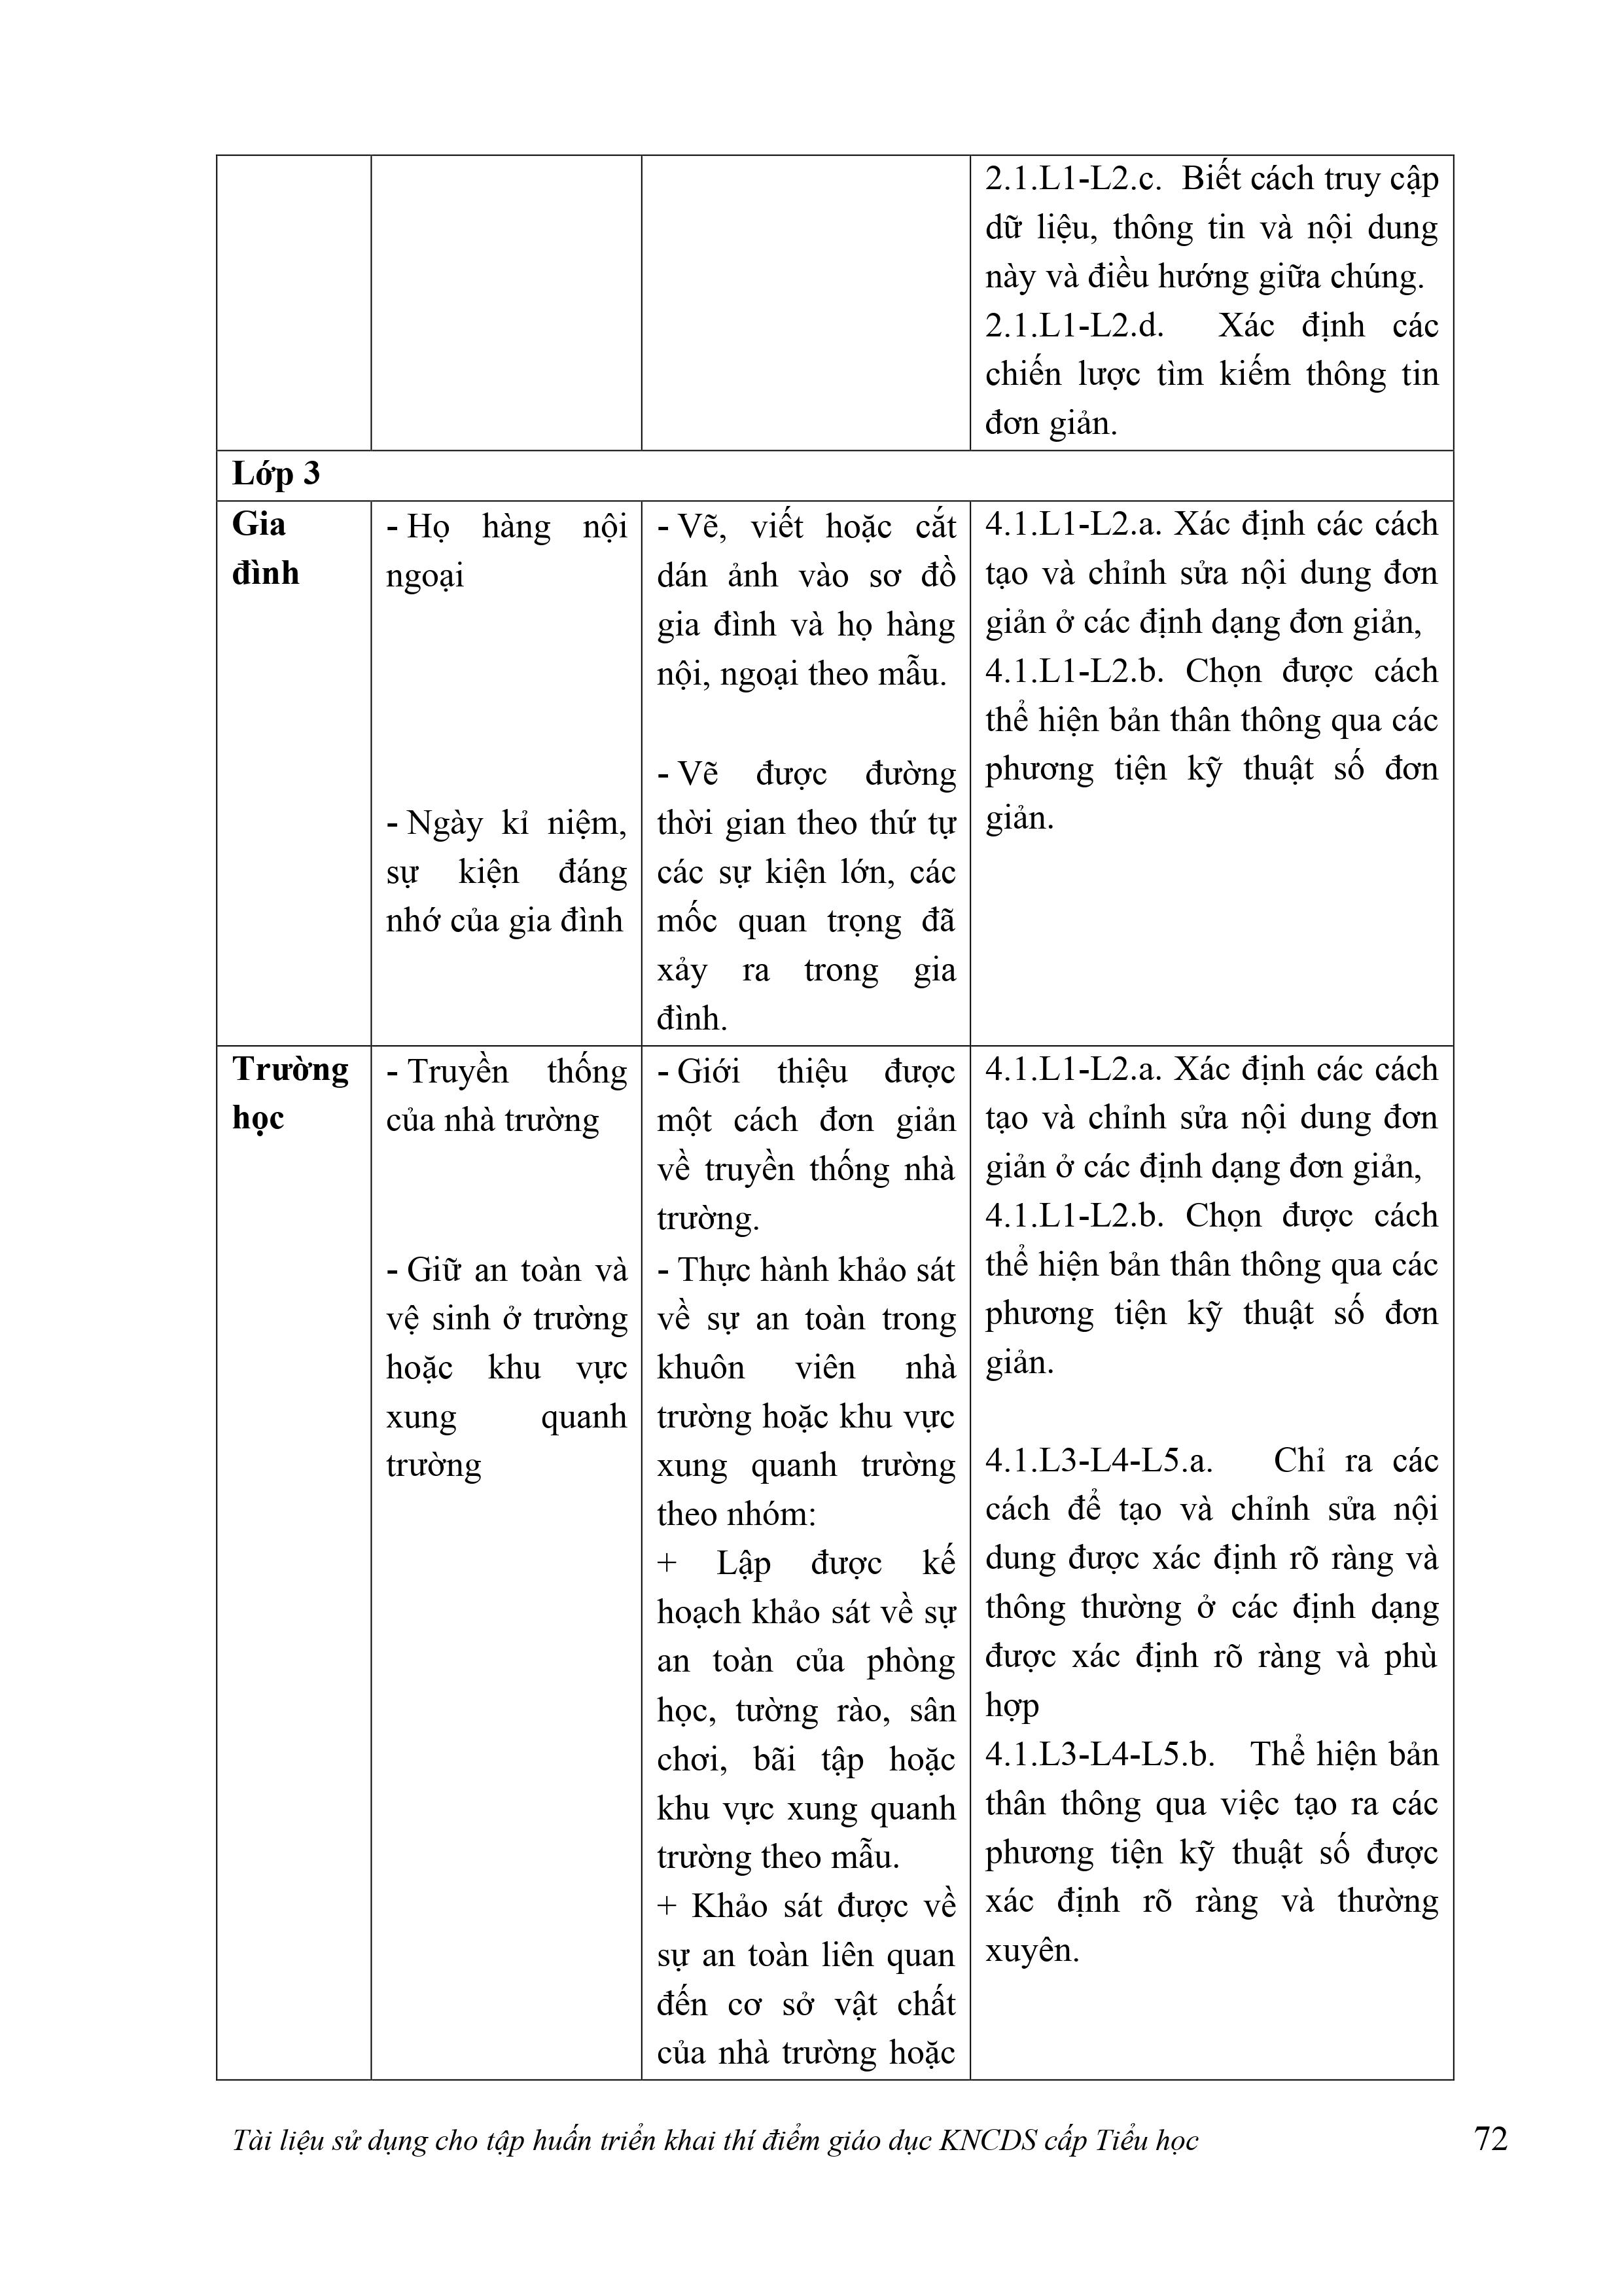 2.1.L1-L2.c. Biết cách truy cập
dữ liệu, thông tin và nội dung
này và điều hướng giữa chúng.
2.1.L1-L2.d. Xác định các
chiến lược tìm kiếm thông tin
đơn giản.
Lớp 3
Gia
đình
- Họ hàng nội
ngoại
- Ngày kỉ niệm,
sự kiện đáng
nhớ của gia đình
- Vẽ, viết hoặc cắt
dán ảnh vào sơ đồ
gia đình và họ hàng
nội, ngoại theo mẫu.
- Vẽ được đường
thời gian theo thứ tự
các sự kiện lớn, các
mốc quan trọng đã
xảy ra trong gia
đình.
4.1.L1-L2.a. Xác định các cách
tạo và chỉnh sửa nội dung đơn
giản ở các định dạng đơn giản,
4.1.L1-L2.b. Chọn được cách
thể hiện bản thân thông qua các
phương tiện kỹ thuật số đơn
giản.
Trường
học
- Truyền thống
của nhà trường
- Giữ an toàn và
vệ sinh ở trường
hoặc khu vực
xung quanh
trường
- Giới thiệu được
một cách đơn giản
về truyền thống nhà
trường.
- Thực hành khảo sát
về sự an toàn trong
khuôn viên nhà
trường hoặc khu vực
xung quanh trường
theo nhóm:
+ Lập được kế
hoạch khảo sát về sự
an toàn của phòng
học, tường rào, sân
chơi, bãi tập hoặc
khu vực xung quanh
trường theo mẫu.
+ Khảo sát được về
sự an toàn liên quan
đến cơ sở vật chất
của nhà trường hoặc
4.1.L1-L2.a. Xác định các cách
tạo và chỉnh sửa nội dung đơn
giản ở các định dạng đơn giản,
4.1.L1-L2.b. Chọn được cách
thể hiện bản thân thông qua các
phương tiện kỹ thuật số đơn
giản.
4.1.L3-L4-L5.a. Chỉ ra các
cách để tạo và chỉnh sửa nội
dung được xác định rõ ràng và
thông thường ở các định dạng
được xác định rõ ràng và phù
hợp
4.1.L3-L4-L5.b. Thể hiện bản
thân thông qua việc tạo ra các
phương tiện kỹ thuật số được
xác định rõ ràng và thường
xuyên.
Tài liệu sử dụng cho tập huấn triển khai thí điểm giáo dục KNCDS cấp Tiểu học
72